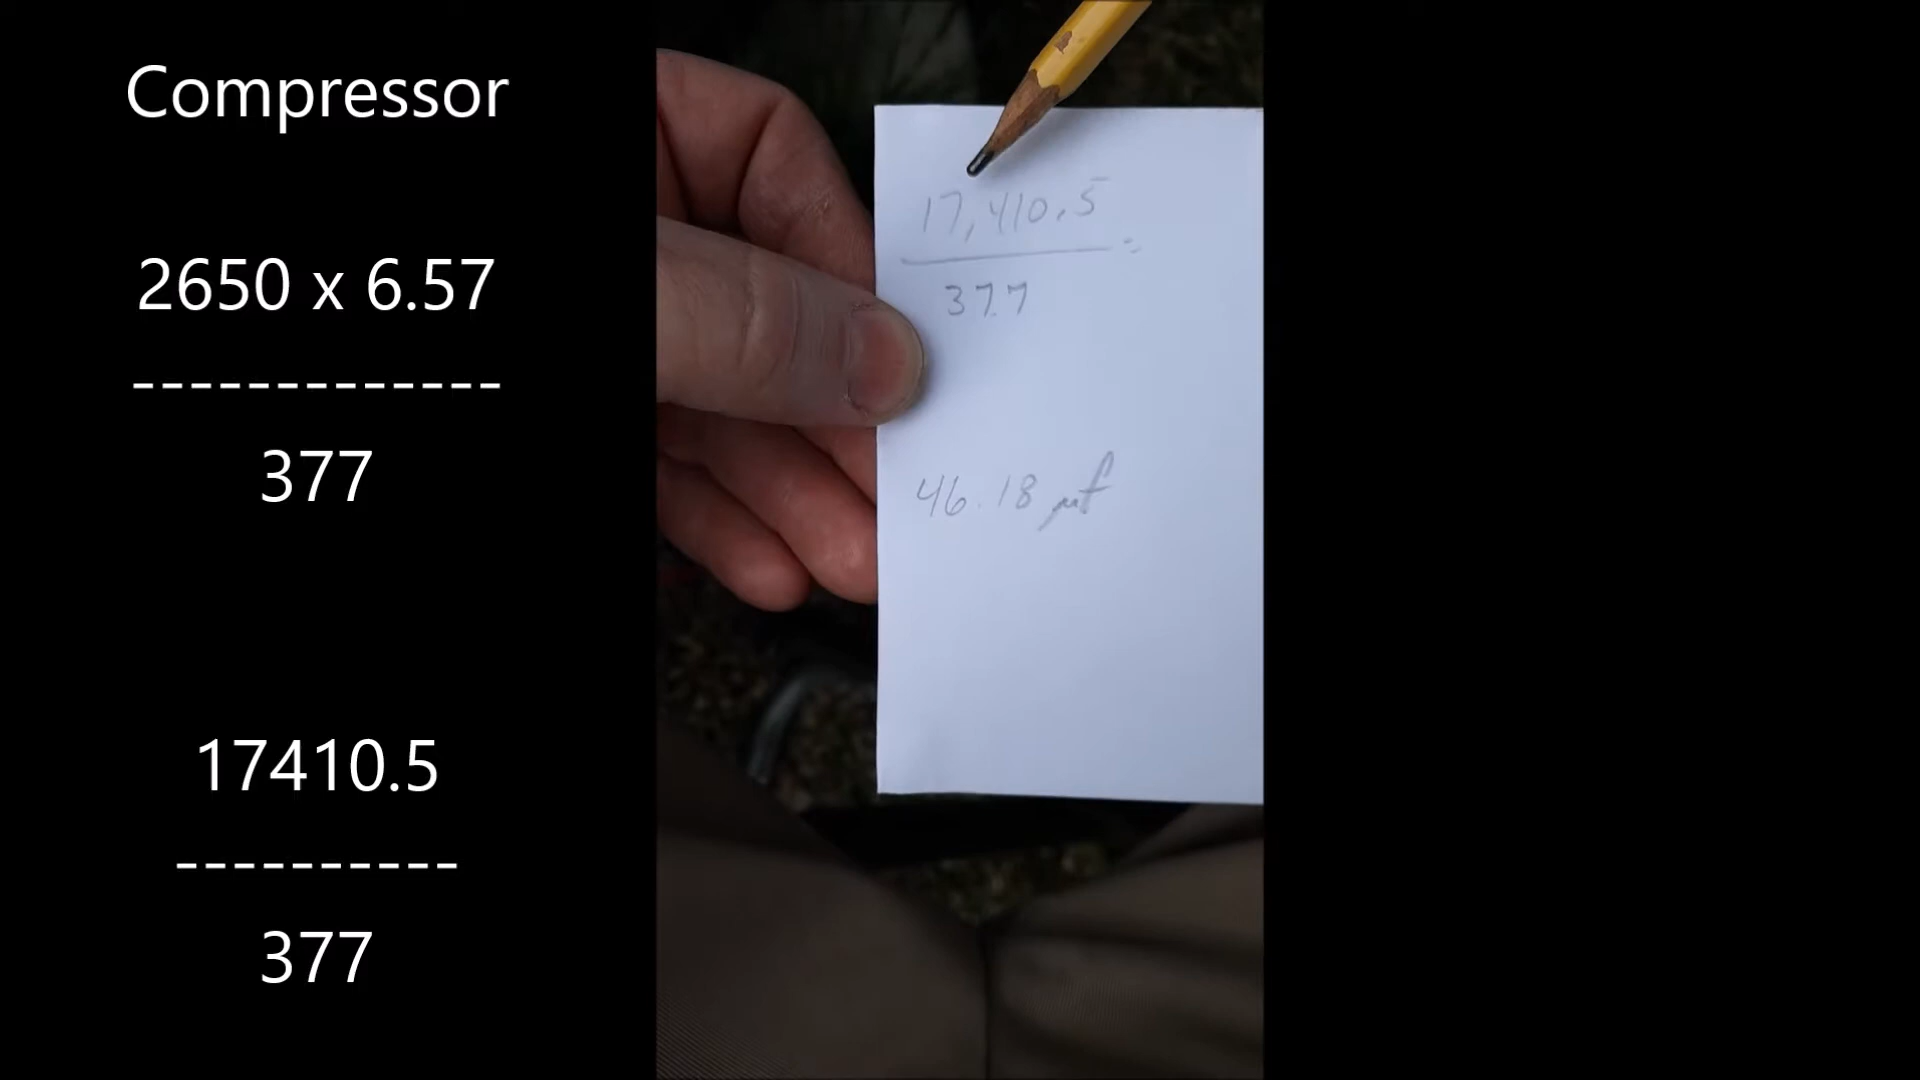 Compressor
2650 x 6.57
-------------
377
17410.5
----------
377
17,410.5 =
377
46.18 µf